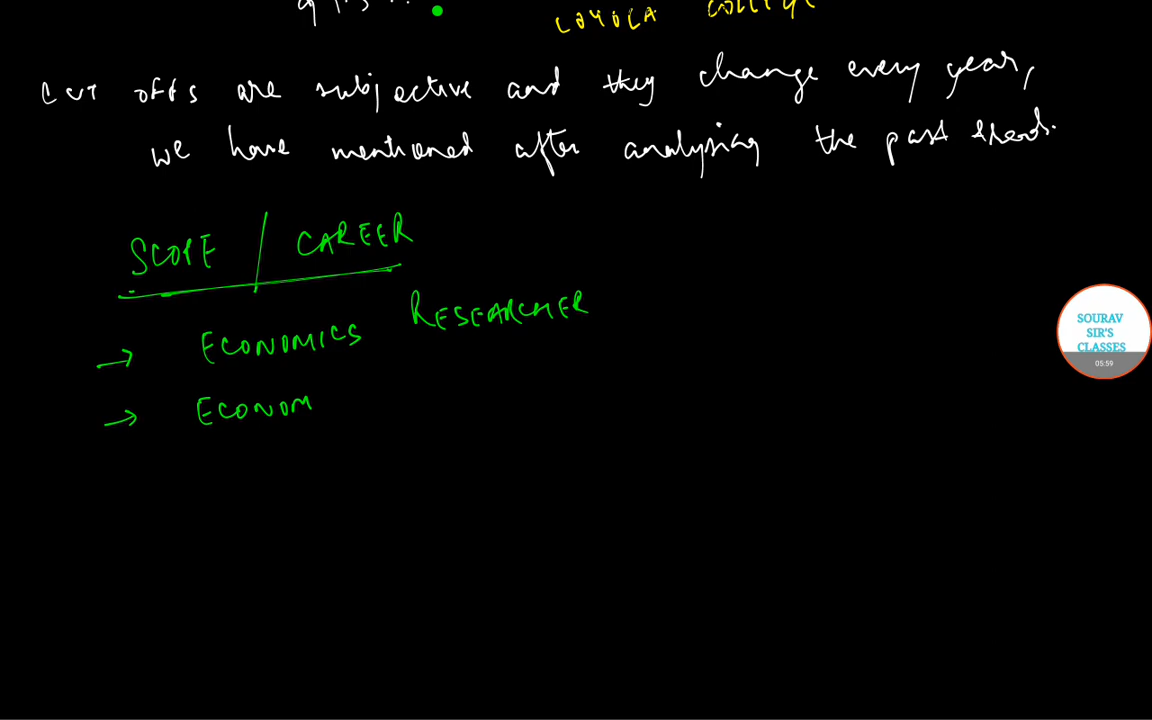 LOYOLA COLLEGE
cut offs are subjective and they change every year,
we have mentioned after analysing the past trends.
SCOPE / CAREER
→ ECONOMICS RESEARCHER
→ ECONOM
SOURAV
SIR'S
CLASSES
05:59